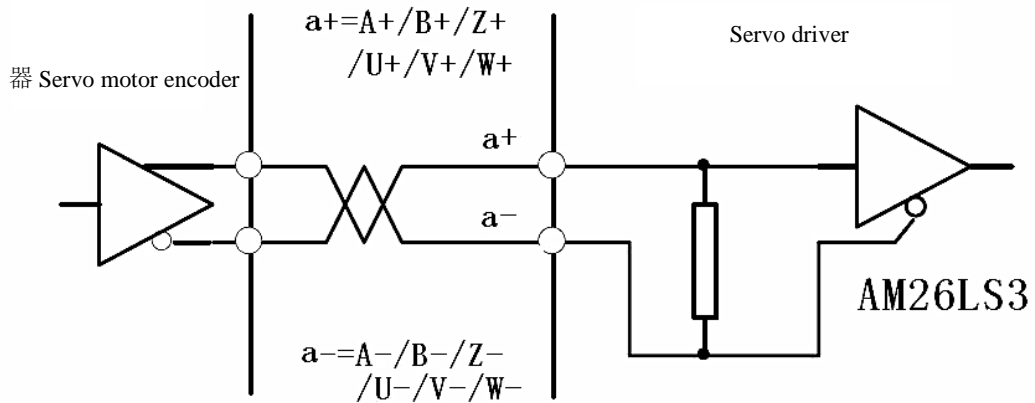 a+=A+/B+/Z+
/U+/V+/W+
Servo driver
器 Servo motor encoder
a+
a-
AM26LS3
a-=A-/B-/Z-
/U-/V-/W-